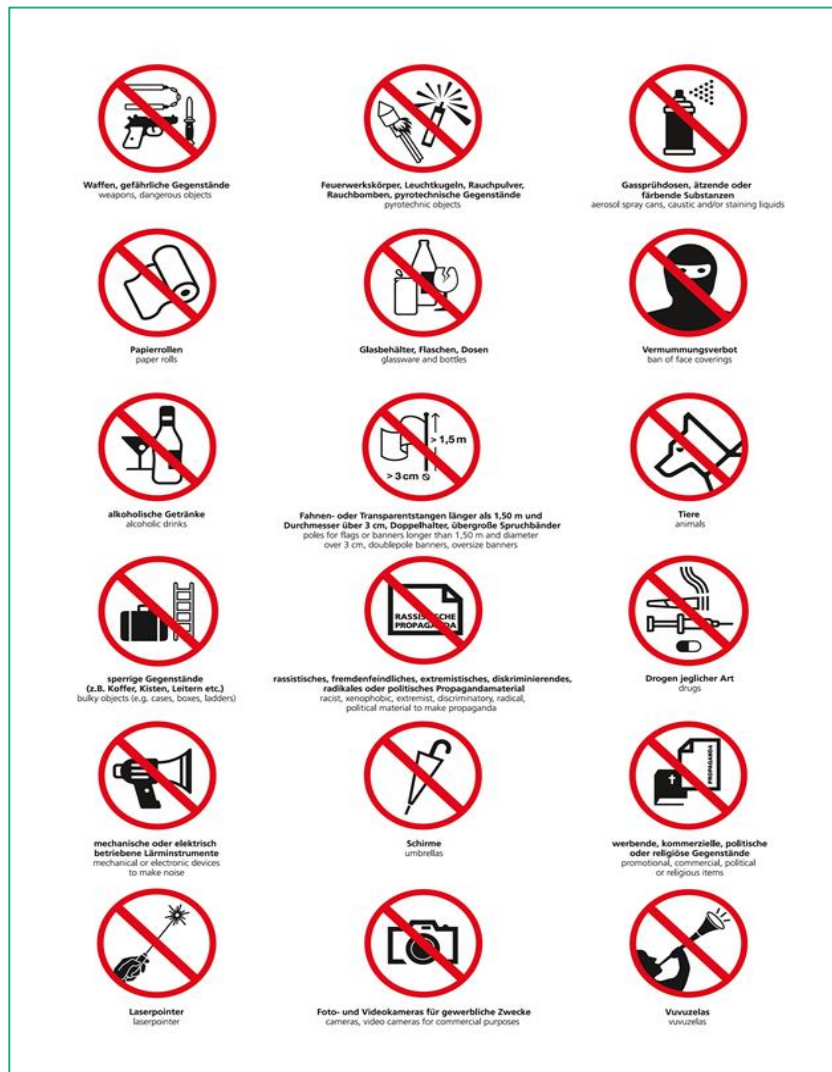 Waffen, gefährliche Gegenstände
weapons, dangerous objects
Feuerwerkskörper, Leuchtkugeln, Rauchpulver,
Rauchbomben, pyrotechnische Gegenstände
pyrotechnic objects
Gassprühdosen, ätzende oder
färbende Substanzen
aerosol spray cans, caustic and/or staining liquids
Papierrollen
paper rolls
Glasbehälter, Flaschen, Dosen
glassware and bottles
Vermummungsverbot
ban of face coverings
alkoholische Getränke
alcoholic drinks
> 1,5 m
> 3 cm
Fahnen- oder Transparentstangen länger als 1,50 m und
Durchmesser über 3 cm, Doppelhalter, übergroße Spruchbänder
poles for flags or banners longer than 1,50 m and diameter
over 3 cm, doublepole banners, oversize banners
Tiere
animals
sperrige Gegenstände
(z.B. Koffer, Kisten, Leitern etc.)
bulky objects (e.g. cases, boxes, ladders)
RASSISTISCHE
PROPAGANDA
rassistisches, fremdenfeindliches, extremistisches, diskriminierendes,
radikales oder politisches Propagandamaterial
racist, xenophobic, extremist, discriminatory, radical,
political material to make propaganda
Drogen jeglicher Art
drugs
mechanische oder elektrisch
betriebene Lärminstrumente
mechanical or electronic devices
to make noise
Schirme
umbrellas
PROPAGANDA
werbende, kommerzielle, politische
oder religiöse Gegenstände
promotional, commercial, political
or religious items
Laserpointer
laserpointer
Foto- und Videokameras für gewerbliche Zwecke
cameras, video cameras for commercial purposes
Vuvuzelas
vuvuzelas